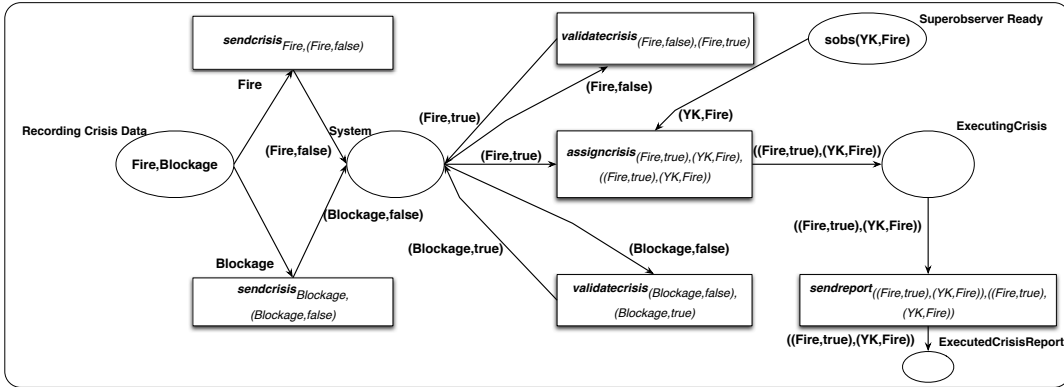 Superobserver Ready
sendcrisis Fire,(Fire,false)
validatecrisis (Fire,false),(Fire,true)
sobs(YK,Fire)
Fire
(Fire,false)
(Fire,true)
(YK,Fire)
Recording Crisis Data
System
ExecutingCrisis
Fire,Blockage
(Fire,false)
(Fire,true)
assigncrisis (Fire,true),(YK,Fire),
((Fire,true),(YK,Fire))
((Fire,true),(YK,Fire))
(Blockage,false)
((Fire,true),(YK,Fire))
Blockage
(Blockage,true)
(Blockage,false)
sendcrisis Blockage,
(Blockage,false)
validatecrisis (Blockage,false),
(Blockage,true)
sendreport ((Fire,true),(YK,Fire)),((Fire,true),
(YK,Fire))
((Fire,true),(YK,Fire))
ExecutedCrisisReport